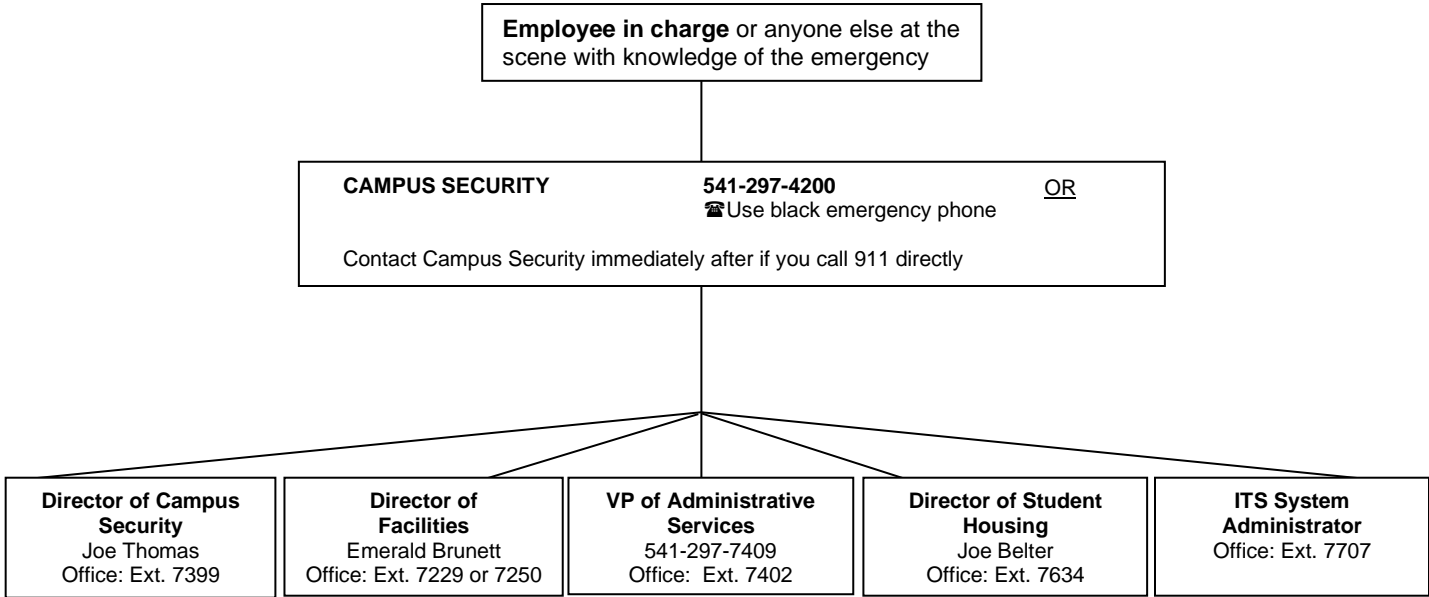 Employee in charge or anyone else at the
scene with knowledge of the emergency
CAMPUS SECURITY 541-297-4200 OR
☎Use black emergency phone
Contact Campus Security immediately after if you call 911 directly
Director of Campus
Security
Joe Thomas
Office: Ext. 7399
Director of
Facilities
Emerald Brunett
Office: Ext. 7229 or 7250
VP of Administrative
Services
541-297-7409
Office: Ext. 7402
Director of Student
Housing
Joe Belter
Office: Ext. 7634
ITS System
Administrator
Office: Ext. 7707